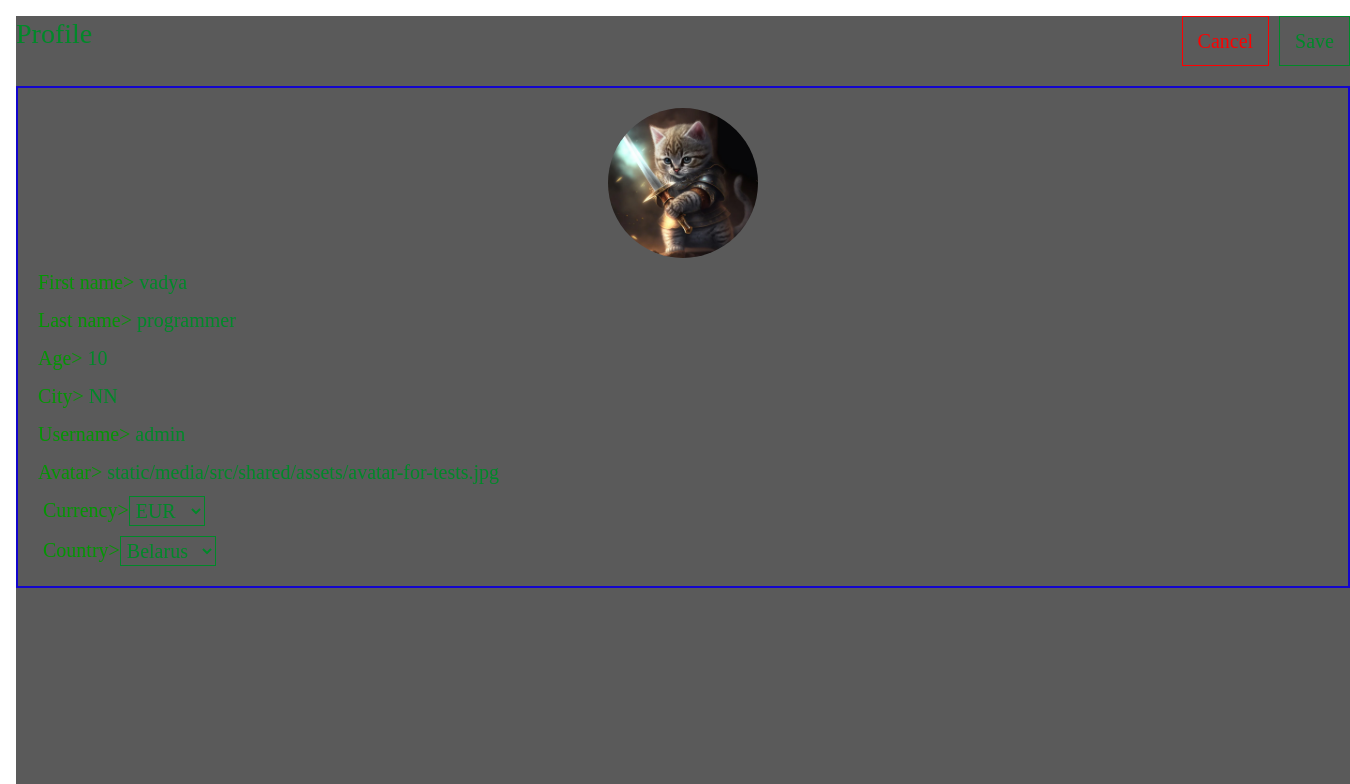 Profile
Cancel Save
First name> vadya
Last name> programmer
Age> 10
City> NN
Username> admin
Avatar> static/media/src/shared/assets/avatar-for-tests.jpg
Currency> EUR
Country> Belarus